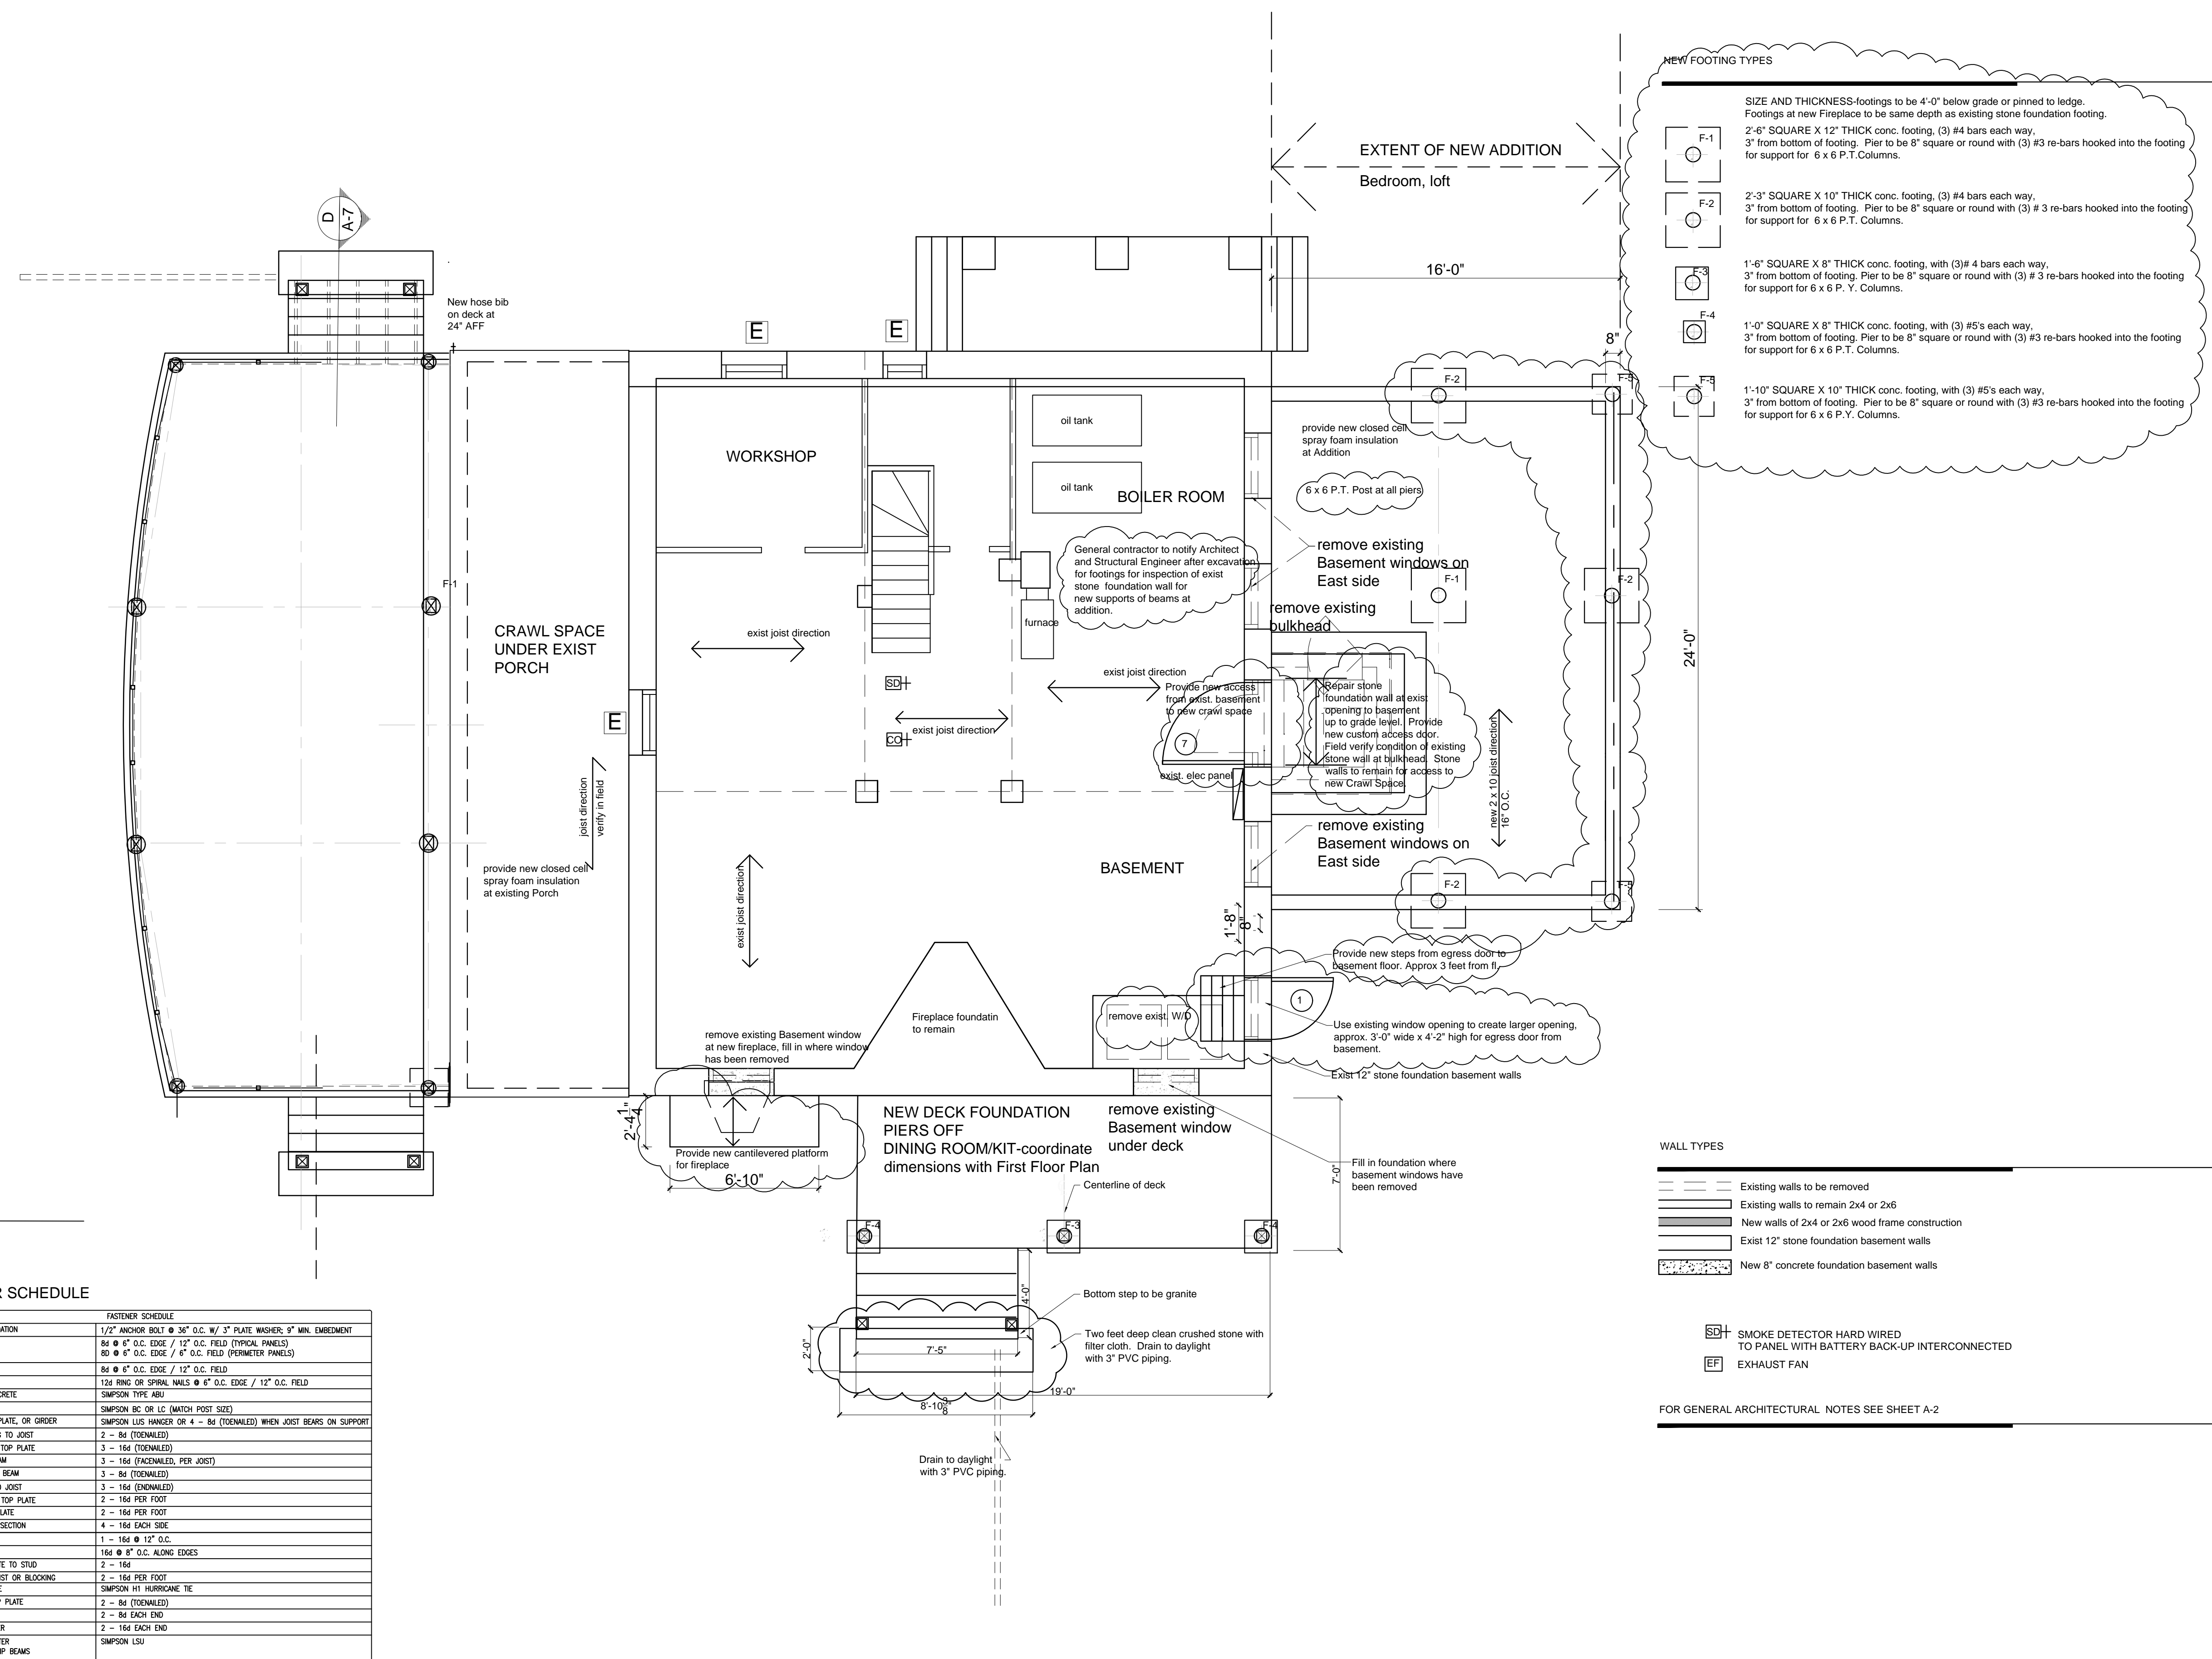 NEW FOOTING TYPES
SIZE AND THICKNESS-footings to be 4'-0" below grade or pinned to ledge.
Footings at new Fireplace to be same depth as existing stone foundation footing.
F-1
2'-6" SQUARE X 12" THICK conc. footing, (3) #4 bars each way,
3" from bottom of footing. Pier to be 8" square or round with (3) #3 re-bars hooked into the footing
for support for 6 x 6 P.T.Columns.
F-2
2'-3" SQUARE X 10" THICK conc. footing, (3) #4 bars each way,
3" from bottom of footing. Pier to be 8" square or round with (3) # 3 re-bars hooked into the footing
for support for 6 x 6 P.T. Columns.
F-3
1'-6" SQUARE X 8" THICK conc. footing, with (3)# 4 bars each way,
3" from bottom of footing. Pier to be 8" square or round with (3) # 3 re-bars hooked into the footing
for support for 6 x 6 P. Y. Columns.
F-4
1'-0" SQUARE X 8" THICK conc. footing, with (3) #5's each way,
3" from bottom of footing. Pier to be 8" square or round with (3) #3 re-bars hooked into the footing
for support for 6 x 6 P.T. Columns.
F-5
1'-10" SQUARE X 10" THICK conc. footing, with (3) #5's each way,
3" from bottom of footing. Pier to be 8" square or round with (3) #3 re-bars hooked into the footing
for support for 6 x 6 P.Y. Columns.
EXTENT OF NEW ADDITION
Bedroom, loft
16'-0"
8"
D
A-7
New hose bib
on deck at
24" AFF
E
E
F-2
F-5
WORKSHOP
oil tank
oil tank
BOILER ROOM
provide new closed cell
spray foam insulation
at Addition
6 x 6 P.T. Post at all piers
General contractor to notify Architect
and Structural Engineer after excavation
for footings for inspection of exist
stone foundation wall for
new supports of beams at
addition.
furnace
remove existing
Basement windows on
East side
F-1
F-1
F-2
remove existing
bulkhead
24'-0"
CRAWL SPACE
UNDER EXIST
PORCH
exist joist direction
exist joist direction
SD
exist joist direction
CO
E
Provide new access
from exist. basement
to new crawl space
7
exist. elec panel
Repair stone
foundation wall at exist
opening to basement
up to grade level. Provide
new custom access door.
Field verify condition of existing
stone wall at bulkhead. Stone
walls to remain for access to
new Crawl Space.
new 2 x 10 joist direction
16" O.C.
joist direction
verify in field
remove existing
Basement windows on
East side
provide new closed cell
spray foam insulation
at existing Porch
exist joist direction
BASEMENT
F-2
F-5
1'-8"
8"
Provide new steps from egress door to
basement floor. Approx 3 feet from fl.
1
Fireplace foundatin
to remain
remove exist. W/D
Use existing window opening to create larger opening,
approx. 3'-0" wide x 4'-2" high for egress door from
basement.
remove existing Basement window
at new fireplace, fill in where window
has been removed
Exist 12" stone foundation basement walls
2'-4 1/4"
Provide new cantilevered platform
for fireplace
6'-10"
NEW DECK FOUNDATION
PIERS OFF
DINING ROOM/KIT-coordinate
dimensions with First Floor Plan
remove existing
Basement window
under deck
Centerline of deck
7'-0"
Fill in foundation where
basement windows have
been removed
F-4
F-3
F-4
4'-0"
Bottom step to be granite
Two feet deep clean crushed stone with
filter cloth. Drain to daylight
with 3" PVC piping.
2'-0"
7'-5"
19'-0"
8'-10 3/8"
Drain to daylight
with 3" PVC piping.
WALL TYPES
Existing walls to be removed
Existing walls to remain 2x4 or 2x6
New walls of 2x4 or 2x6 wood frame construction
Exist 12" stone foundation basement walls
New 8" concrete foundation basement walls
SD SMOKE DETECTOR HARD WIRED
TO PANEL WITH BATTERY BACK-UP INTERCONNECTED
EF EXHAUST FAN
FOR GENERAL ARCHITECTURAL NOTES SEE SHEET A-2
SCHEDULE
FASTENER SCHEDULE
1/2" ANCHOR BOLT @ 36" O.C. W/ 3" PLATE WASHER; 9" MIN. EMBEDMENT
8d @ 6" O.C. EDGE / 12" O.C. FIELD (TYPICAL PANELS)
8D @ 6" O.C. EDGE / 6" O.C. FIELD (PERIMETER PANELS)
8d @ 6" O.C. EDGE / 12" O.C. FIELD
12d RING OR SPIRAL NAILS @ 6" O.C. EDGE / 12" O.C. FIELD
SIMPSON TYPE ABU
SIMPSON BC OR LC (MATCH POST SIZE)
PLATE, OR GIRDER SIMPSON LUS HANGER OR 4 - 8d (TOENAILED) WHEN JOIST BEARS ON SUPPORT
TO JOIST 2 - 8d (TOENAILED)
TOP PLATE 3 - 16d (TOENAILED)
3 - 16d (FACENAILED, PER JOIST)
BEAM 3 - 8d (TOENAILED)
JOIST 3 - 16d (ENDNAILED)
TOP PLATE 2 - 16d PER FOOT
2 - 16d PER FOOT
4 - 16d EACH SIDE
1 - 16d @ 12" O.C.
16d @ 8" O.C. ALONG EDGES
TO STUD 2 - 16d
OR BLOCKING 2 - 16d PER FOOT
SIMPSON H1 HURRICANE TIE
PLATE 2 - 8d (TOENAILED)
2 - 8d EACH END
2 - 16d EACH END
SIMPSON LSU
BEAMS